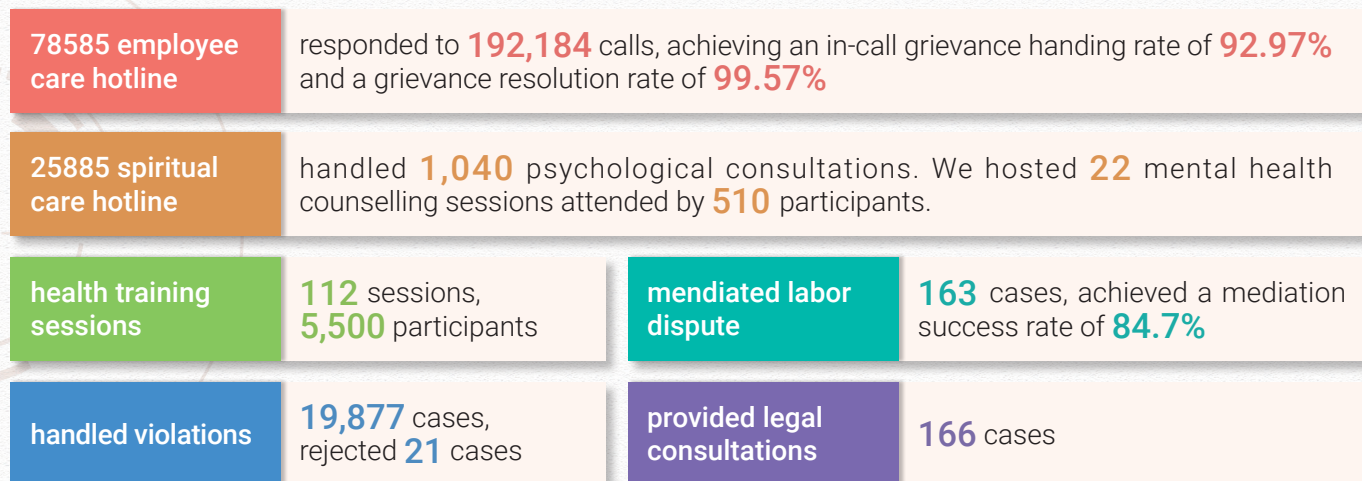 78585 employee
care hotline
responded to 192,184 calls, achieving an in-call grievance handing rate of 92.97%
and a grievance resolution rate of 99.57%
25885 spiritual
care hotline
handled 1,040 psychological consultations. We hosted 22 mental health
counselling sessions attended by 510 participants.
health training
sessions
112 sessions,
5,500 participants
mendiated labor
dispute
163 cases, achieved a mediation
success rate of 84.7%
handled violations
19,877 cases,
rejected 21 cases
provided legal
consultations
166 cases